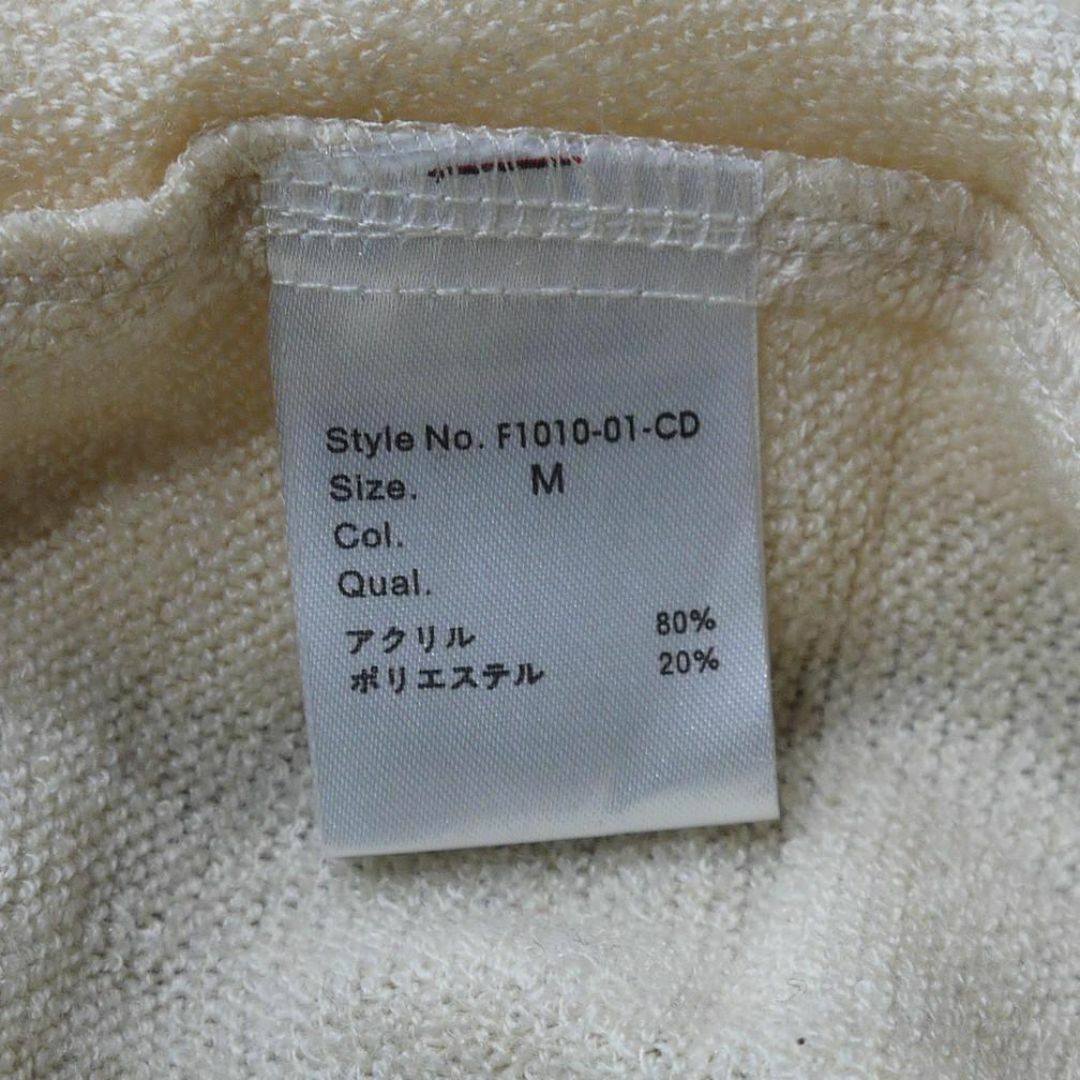 Style No. F1010-01-CD
Size. M
Col.
Qual.
アクリル 80%
ポリエステル 20%